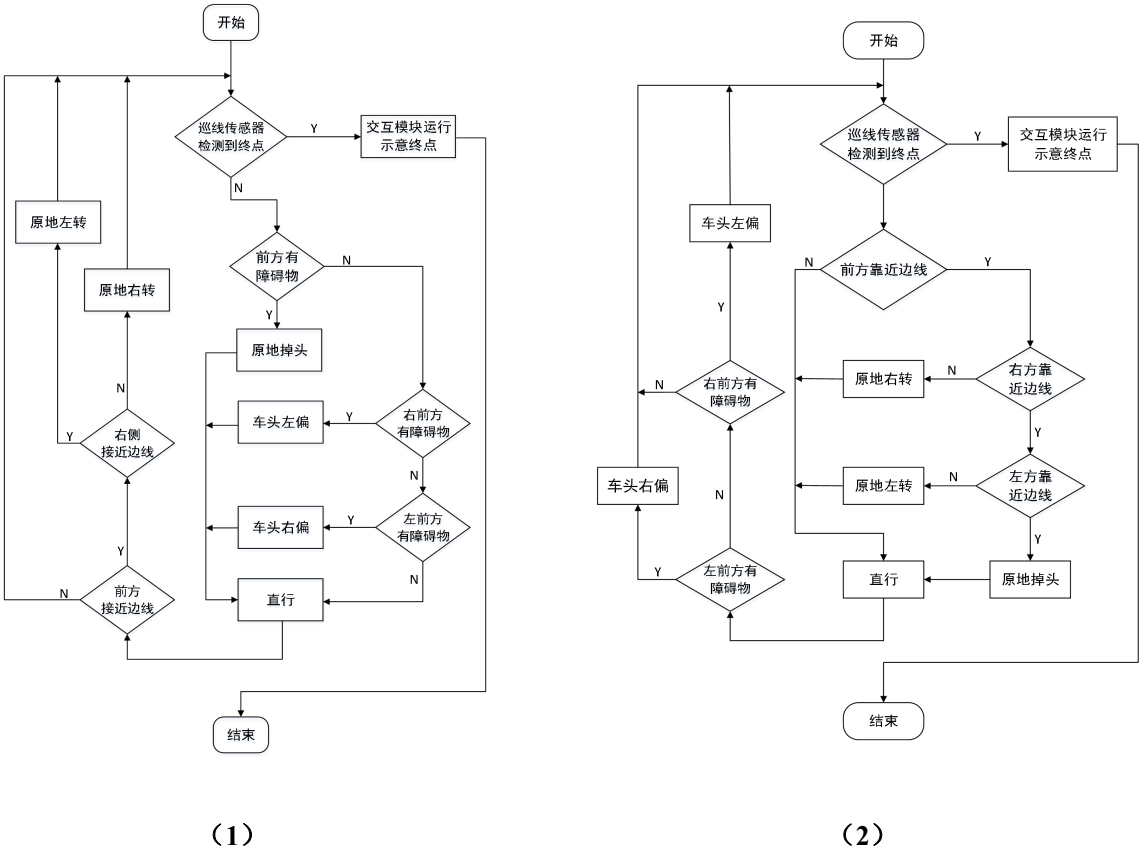 开始
巡线传感器
检测到终点
Y
交互模块运行
示意终点
N
原地左转
前方有
障碍物
N
原地右转
Y
原地掉头
N
车头左偏
Y
右前方
有障碍物
Y
右侧
接近边线
N
车头右偏
Y
左前方
有障碍物
Y
N
前方
接近边线
N
直行
结束
(1)
开始
巡线传感器
检测到终点
Y
交互模块运行
示意终点
车头左偏
N
前方靠近边线
Y
Y
右前方有
障碍物
N
原地右转
N
右方靠
近边线
Y
车头右偏
N
原地左转
N
左方靠
近边线
Y
Y
左前方有
障碍物
直行
原地掉头
结束
(2)